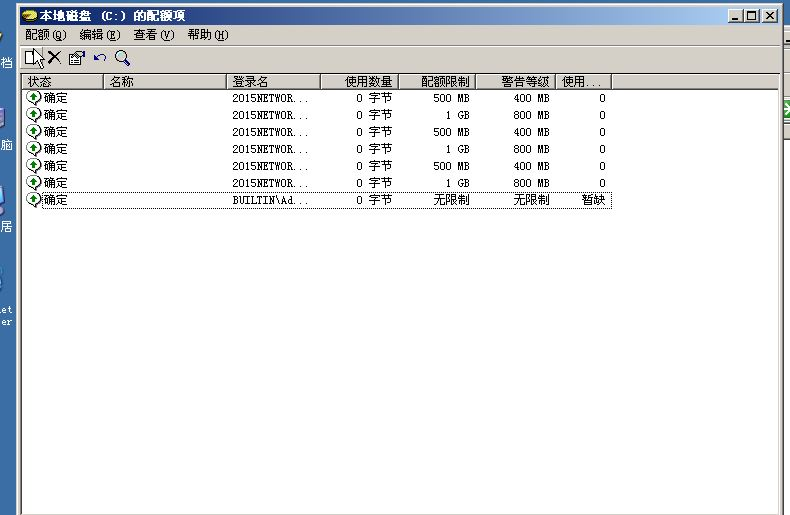 本地磁盘 (C:) 的配额项
配额(Q) 编辑(E) 查看(V) 帮助(H)
状态 名称 登录名 使用数量 配额限制 警告等级 使用...
确定 2015NETWOR... 0 字节 500 MB 400 MB 0
确定 2015NETWOR... 0 字节 1 GB 800 MB 0
确定 2015NETWOR... 0 字节 500 MB 400 MB 0
确定 2015NETWOR... 0 字节 1 GB 800 MB 0
确定 2015NETWOR... 0 字节 500 MB 400 MB 0
确定 2015NETWOR... 0 字节 1 GB 800 MB 0
确定 BUILTIN\Ad... 0 字节 无限制 无限制 暂缺
档
脑
居
et
er